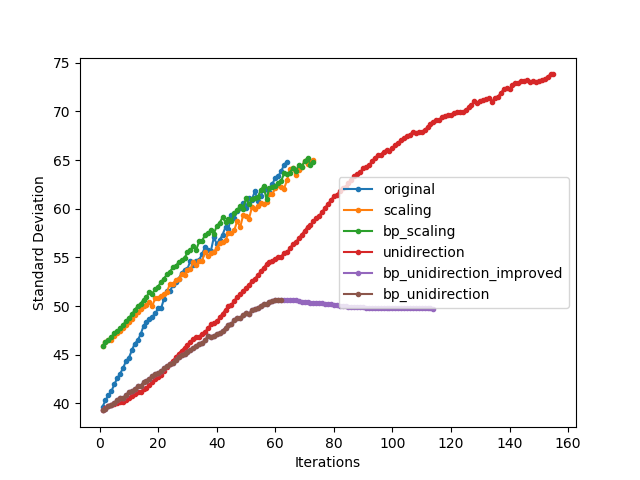 75
70
65
60
55
50
45
40
Standard Deviation
original
scaling
bp_scaling
unidirection
bp_unidirection_improved
bp_unidirection
0 20 40 60 80 100 120 140 160
Iterations